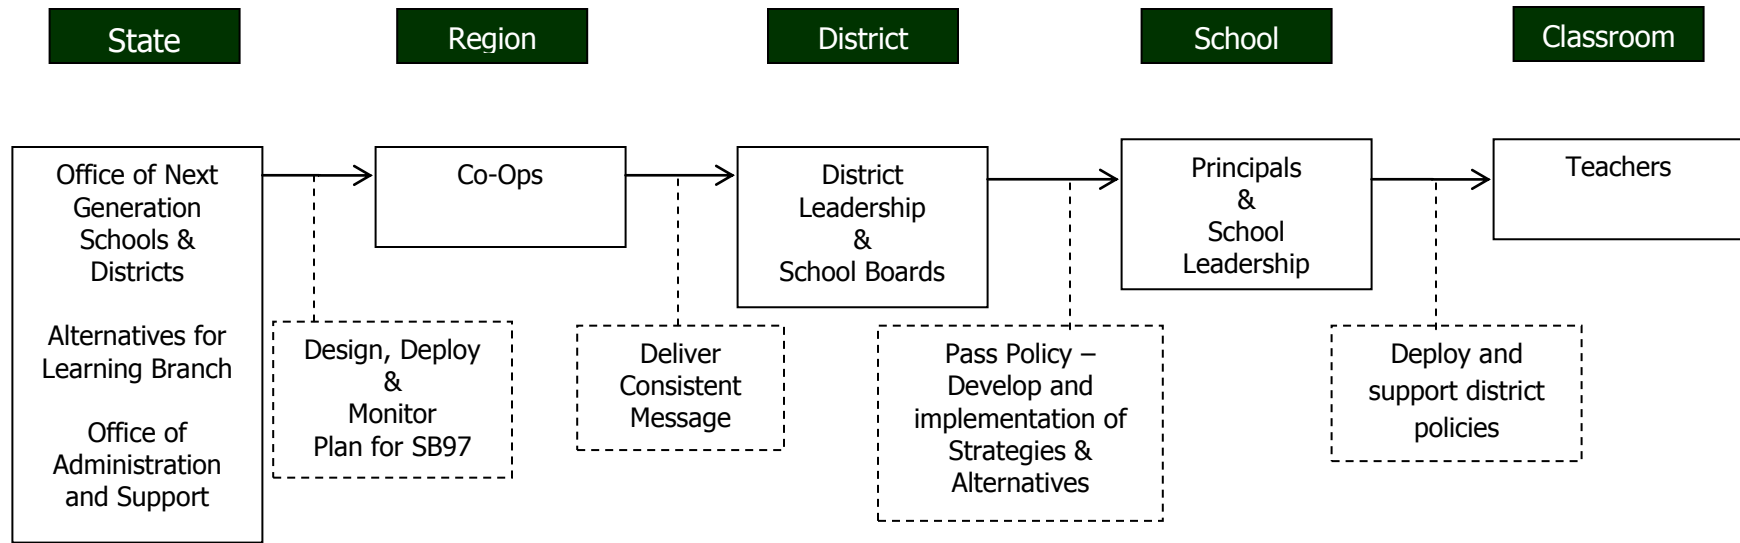 State
Region
District
School
Classroom
Office of Next
Generation
Schools &
Districts
Alternatives for
Learning Branch
Office of
Administration
and Support
Co-Ops
District
Leadership
&
School Boards
Principals
&
School
Leadership
Teachers
Design, Deploy
&
Monitor
Plan for SB97
Deliver
Consistent
Message
Pass Policy –
Develop and
implementation of
Strategies &
Alternatives
Deploy and
support district
policies